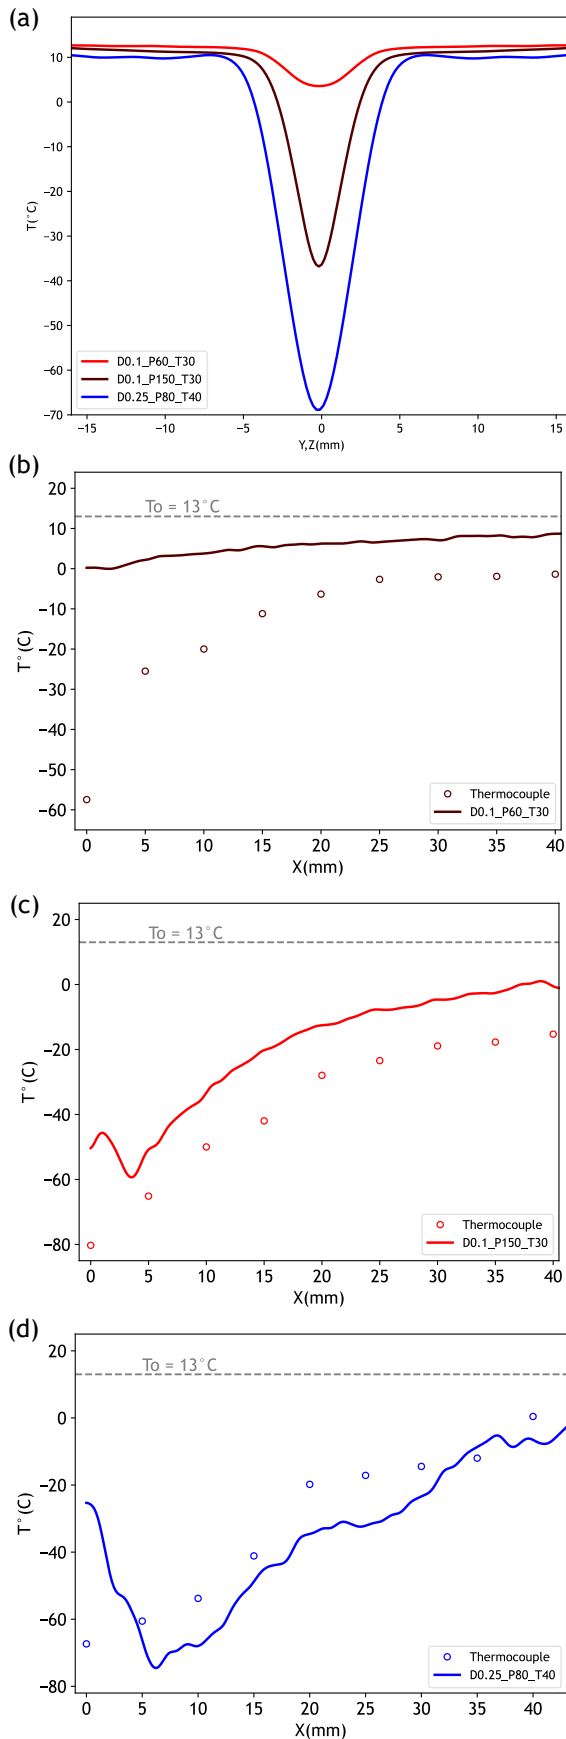 (a)
10
0
−10
−20
−30
−40
−50
−60
−70
T(°C)
D0.1_P60_T30
D0.1_P150_T30
D0.25_P80_T40
−15 −10 −5 0 5 10 15
Y,Z(mm)
(b)
20
10
0
−10
−20
−30
−40
−50
−60
T°(C)
To = 13°C
Thermocouple
D0.1_P60_T30
0 5 10 15 20 25 30 35 40
X(mm)
(c)
20
0
−20
−40
−60
−80
T°(C)
To = 13°C
Thermocouple
D0.1_P150_T30
0 5 10 15 20 25 30 35 40
X(mm)
(d)
20
0
−20
−40
−60
−80
T°(C)
To = 13°C
Thermocouple
D0.25_P80_T40
0 5 10 15 20 25 30 35 40
X(mm)